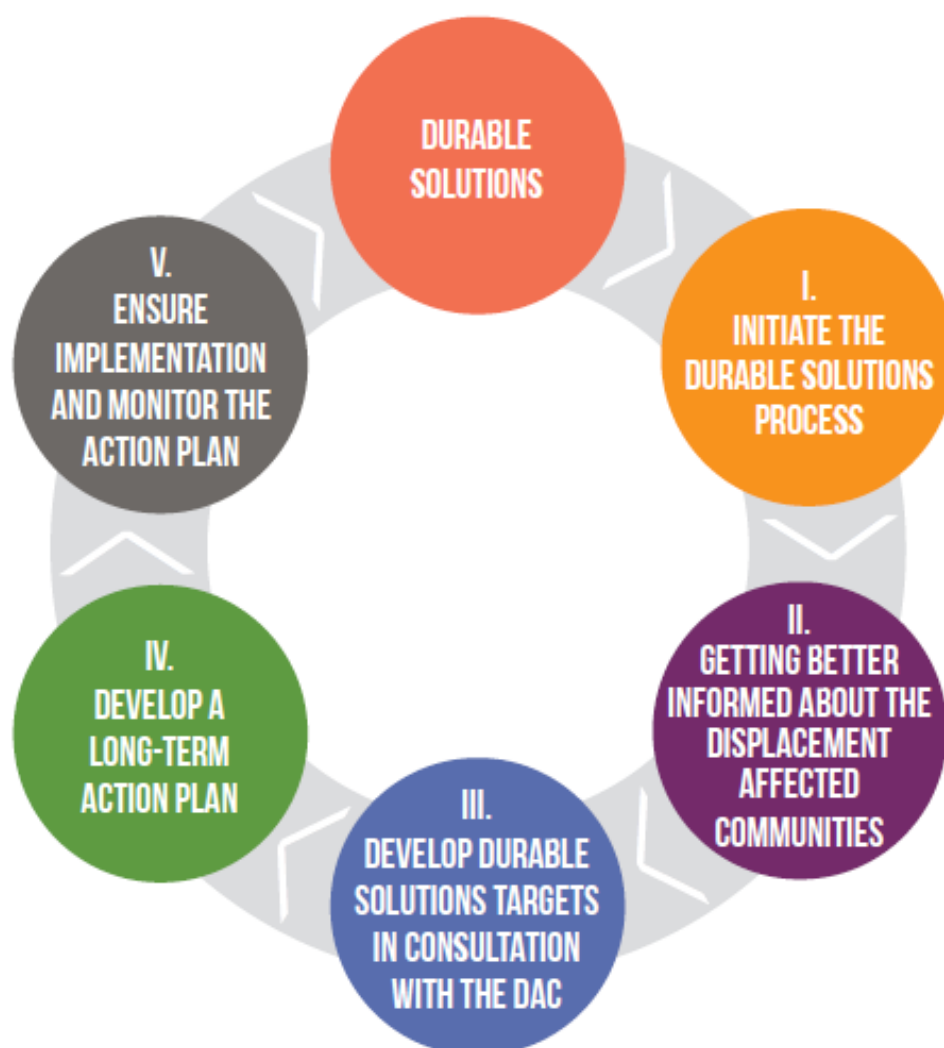 DURABLE
SOLUTIONS
I.
INITIATE THE
DURABLE SOLUTIONS
PROCESS
II.
GETTING BETTER
INFORMED ABOUT THE
DISPLACEMENT
AFFECTED
COMMUNITIES
III.
DEVELOP DURABLE
SOLUTIONS TARGETS
IN CONSULTATION
WITH THE DAC
IV.
DEVELOP A
LONG-TERM
ACTION PLAN
V.
ENSURE
IMPLEMENTATION
AND MONITOR THE
ACTION PLAN